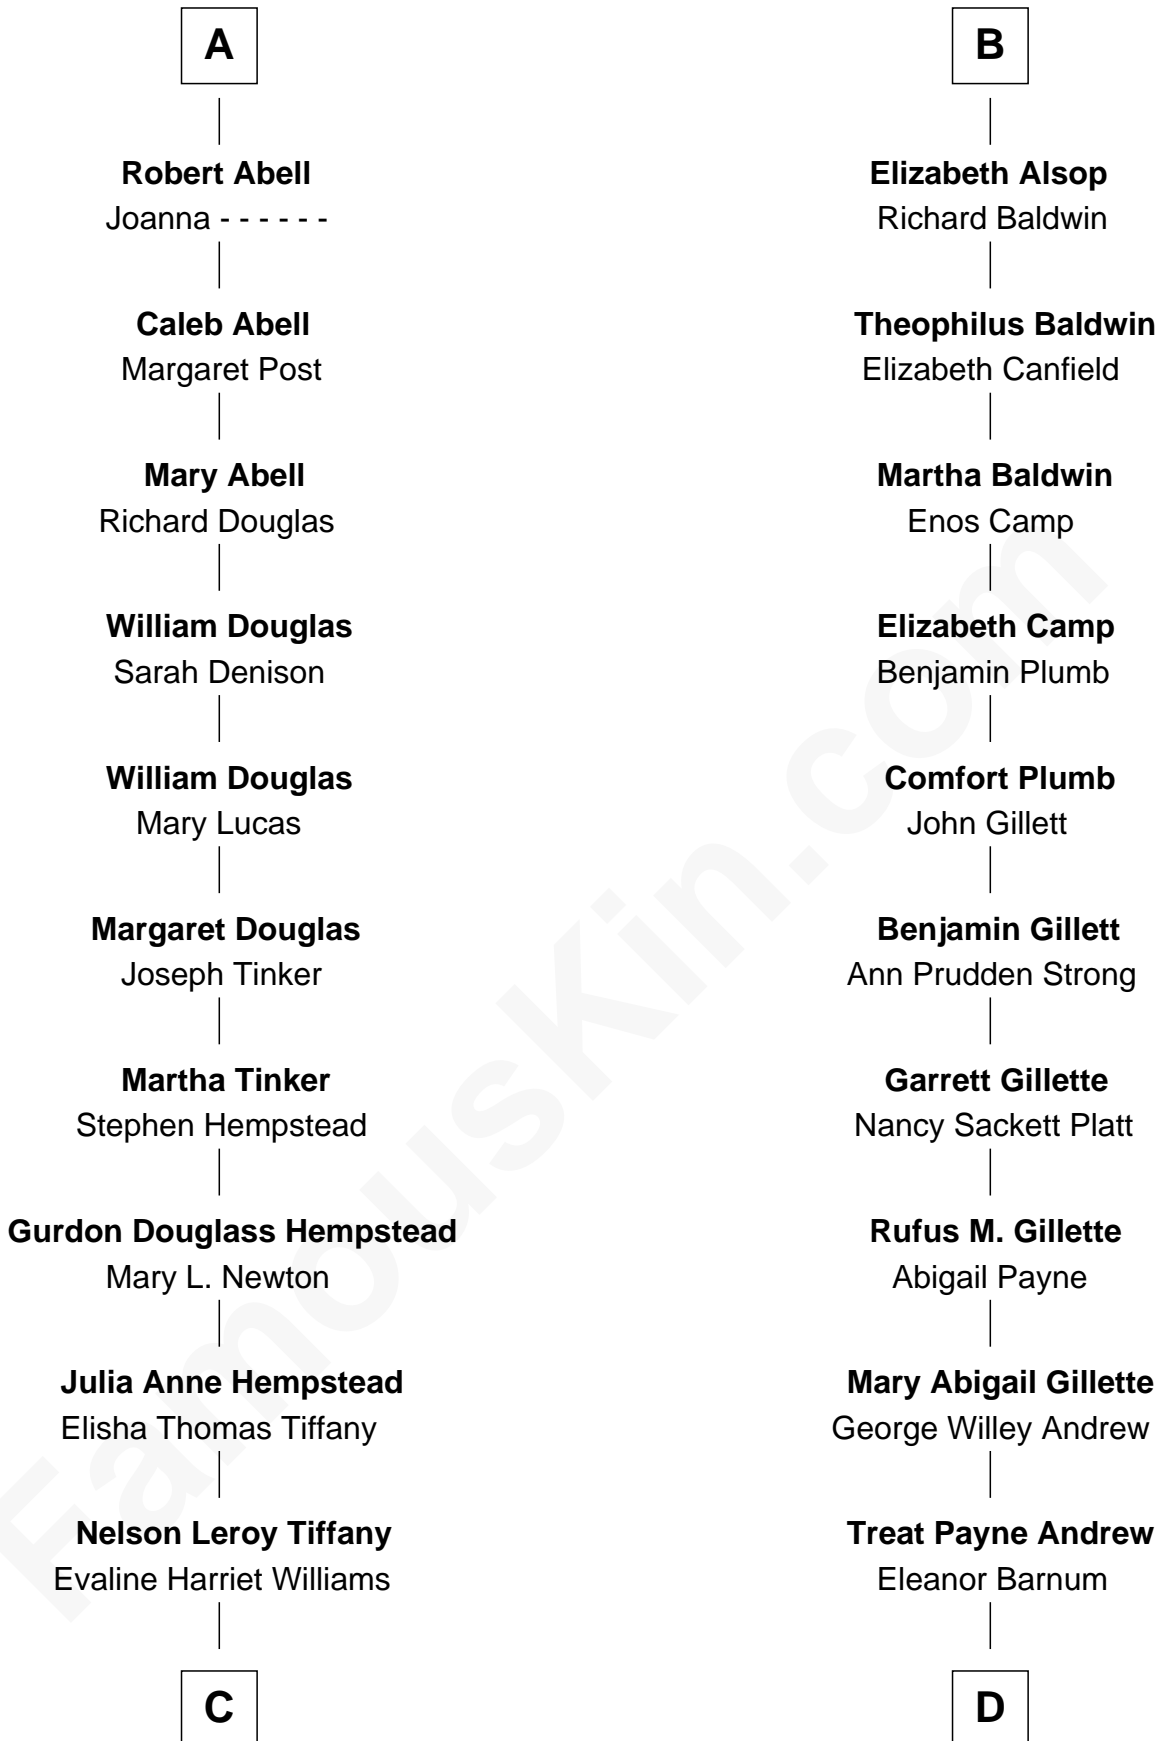 A
Robert Abell
Joanna - - - - - -
Caleb Abell
Margaret Post
Mary Abell
Richard Douglas
William Douglas
Sarah Denison
William Douglas
Mary Lucas
Margaret Douglas
Joseph Tinker
Martha Tinker
Stephen Hempstead
Gurdon Douglass Hempstead
Mary L. Newton
Julia Anne Hempstead
Elisha Thomas Tiffany
Nelson Leroy Tiffany
Evaline Harriet Williams
C
B
Elizabeth Alsop
Richard Baldwin
Theophilus Baldwin
Elizabeth Canfield
Martha Baldwin
Enos Camp
Elizabeth Camp
Benjamin Plumb
Comfort Plumb
John Gillett
Benjamin Gillett
Ann Prudden Strong
Garrett Gillette
Nancy Sackett Platt
Rufus M. Gillette
Abigail Payne
Mary Abigail Gillette
George Willey Andrew
Treat Payne Andrew
Eleanor Barnum
D
FamousKin.com